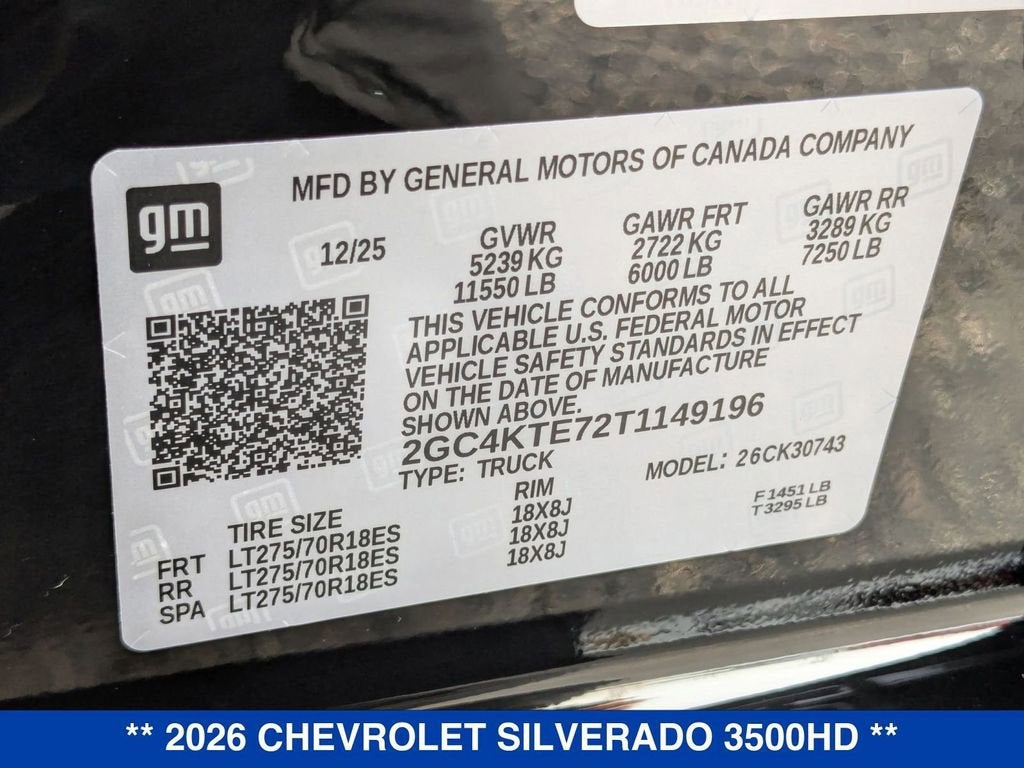 MFD BY GENERAL MOTORS OF CANADA COMPANY
gm
12/25
GVWR
5239 KG
11550 LB
GAWR FRT
2722 KG
6000 LB
GAWR RR
3289 KG
7250 LB
THIS VEHICLE CONFORMS TO ALL
APPLICABLE U.S. FEDERAL MOTOR
VEHICLE SAFETY STANDARDS IN EFFECT
ON THE DATE OF MANUFACTURE
SHOWN ABOVE.
2GC4KTE72T1149196
TYPE: TRUCK MODEL: 26CK30743
TIRE SIZE RIM
FRT LT275/70R18ES 18X8J
RR LT275/70R18ES 18X8J
SPA LT275/70R18ES 18X8J
F 1451 LB
T 3295 LB
** 2026 CHEVROLET SILVERADO 3500HD **